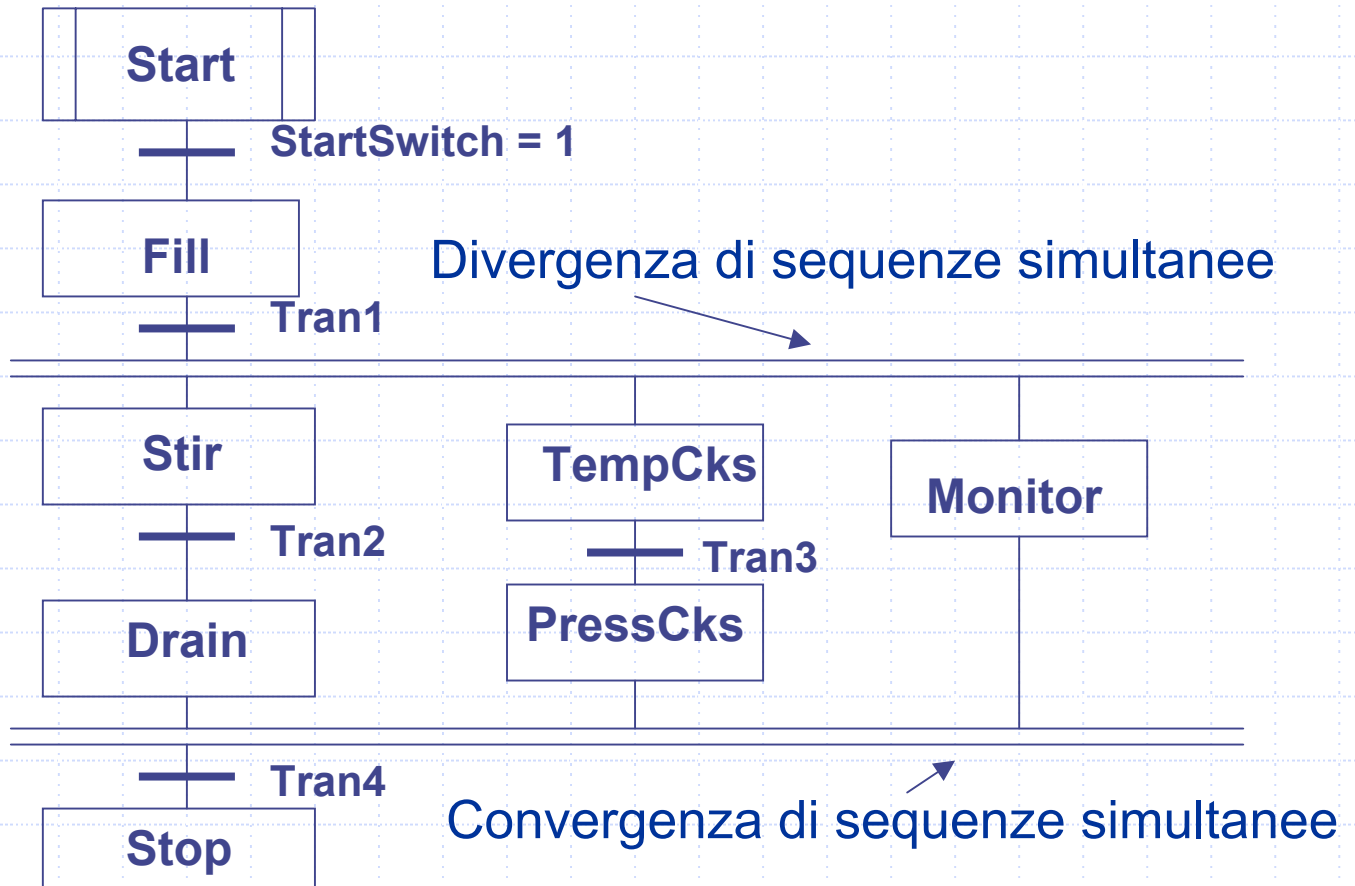 Start
StartSwitch = 1
Fill
Divergenza di sequenze simultanee
Tran1
Stir
TempCks
Monitor
Tran2
Tran3
Drain
PressCks
Tran4
Convergenza di sequenze simultanee
Stop